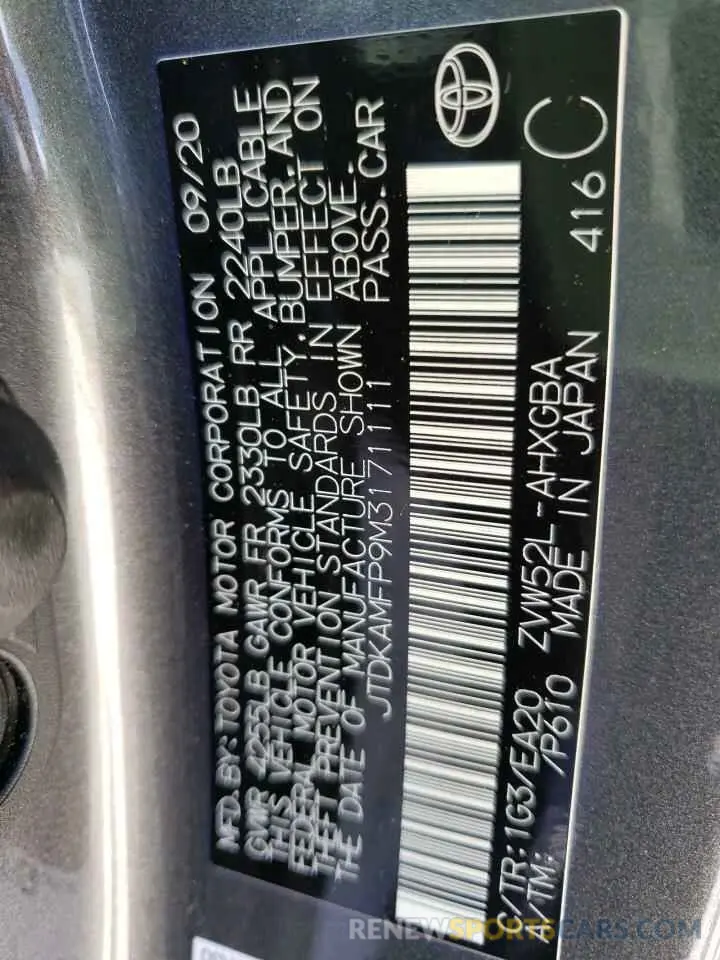 MFD.BY:TOYOTA MOTOR CORPORATION 09/20
GVWR 4255LB GAWR FR 2330LB RR 2240LB
THIS VEHICLE CONFORMS TO ALL APPLICABLE
FEDERAL MOTOR VEHICLE SAFETY, BUMPER, AND
THEFT PREVENTION STANDARDS IN EFFECT ON
THE DATE OF MANUFACTURE SHOWN ABOVE.
JTDKAMFP9M3171111 PASS.CAR
C/TR:1G3/EA20 ZVW52L-AHXGBA
A/TM: /P610 MADE IN JAPAN 416
C
RENEWSPORTSCARS.COM